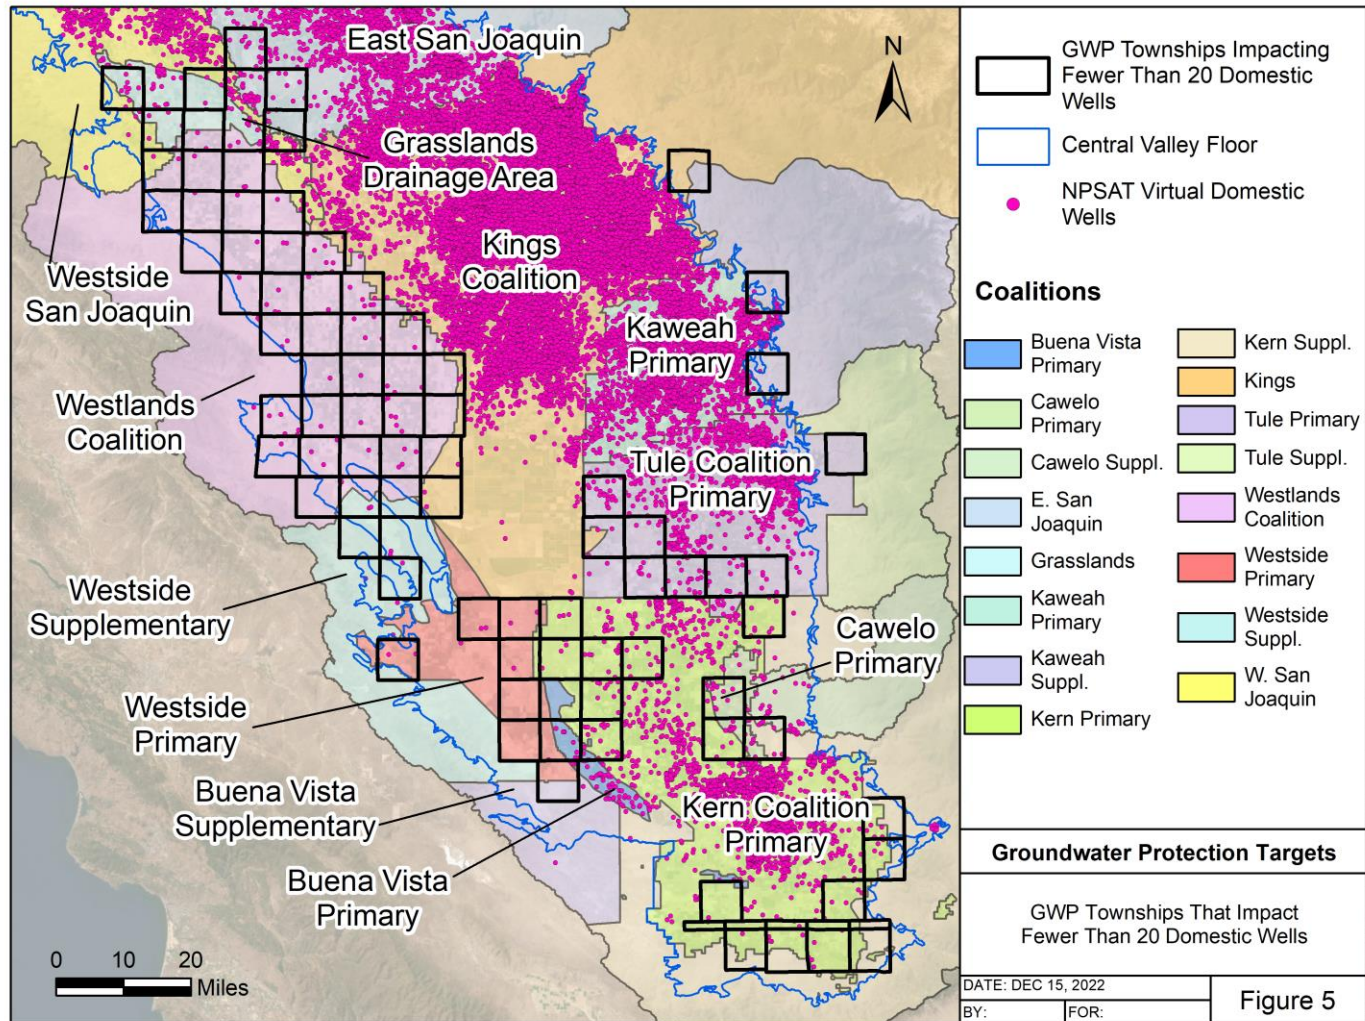 East San Joaquin
Grasslands
Drainage Area
Kings
Coalition
Westside
San Joaquin
Kaweah
Primary
Westlands
Coalition
Tule Coalition
Primary
Westside
Supplementary
Cawelo
Primary
Westside
Primary
Buena Vista
Supplementary
Kern Coalition
Primary
Buena Vista
Primary
N
0 10 20
Miles
GWP Townships Impacting
Fewer Than 20 Domestic
Wells
Central Valley Floor
NPSAT Virtual Domestic
Wells
Coalitions
Buena Vista
Primary
Cawelo
Primary
Cawelo Suppl.
E. San
Joaquin
Grasslands
Kaweah
Primary
Kaweah
Suppl.
Kern Primary
Kern Suppl.
Kings
Tule Primary
Tule Suppl.
Westlands
Coalition
Westside
Primary
Westside
Suppl.
W. San
Joaquin
Groundwater Protection Targets
GWP Townships That Impact
Fewer Than 20 Domestic Wells
DATE: DEC 15, 2022
BY: FOR:
Figure 5